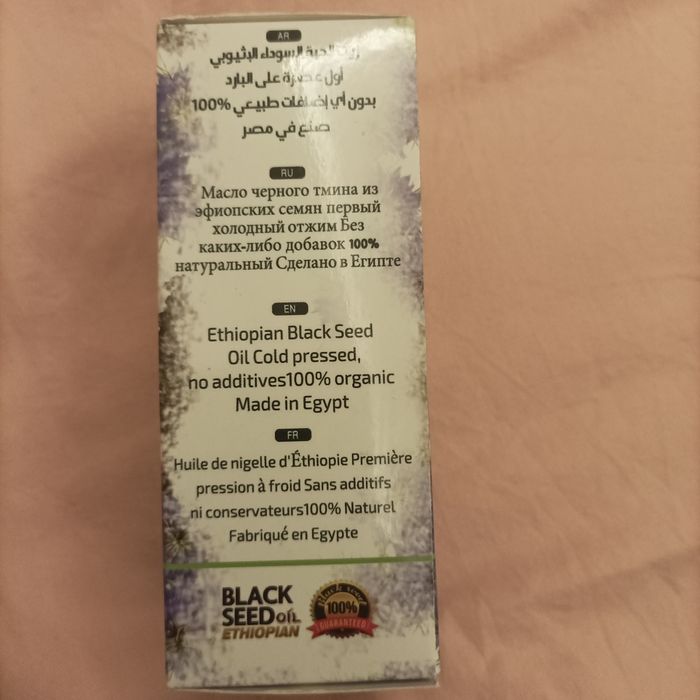 AR
زيت الحبة السوداء الإثيوبي
أول عصرة على البارد
بدون أي إضافات طبيعي 100%
صنع في مصر
RU
Масло черного тмина из
эфиопских семян первый
холодный отжим Без
каких-либо добавок 100%
натуральный Сделано в Египте
EN
Ethiopian Black Seed
Oil Cold pressed,
no additives100% organic
Made in Egypt
FR
Huile de nigelle d'Éthiopie Première
pression à froid Sans additifs
ni conservateurs100% Naturel
Fabriqué en Egypte
BLACK
SEED OIL
ETHIOPIAN
Black seed
100%
GUARANTEED